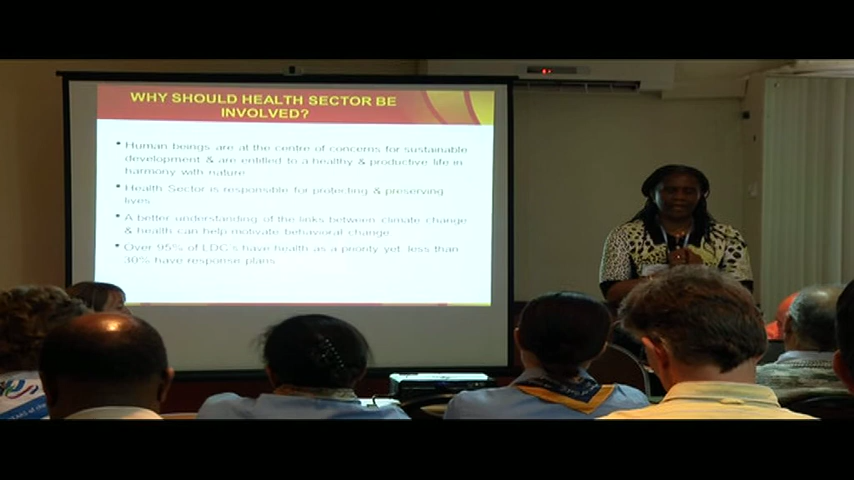 WHY SHOULD HEALTH SECTOR BE
INVOLVED?
• Human beings are at the centre of concerns for sustainable
development & are entitled to a healthy & productive life in
harmony with nature
• Health Sector is responsible for protecting & preserving
lives
• A better understanding of the links between climate change
& health can help motivate behavioral change
• Over 95% of LDC's have health as a priority yet less than
30% have response plans